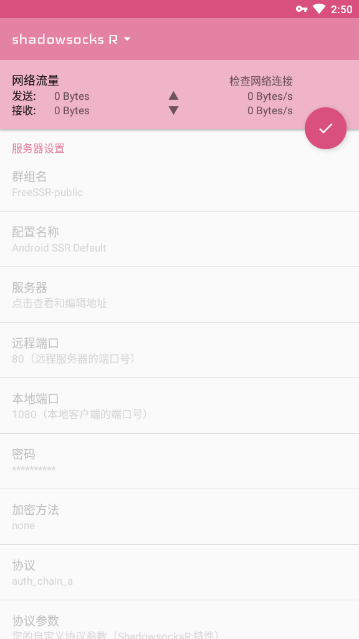 2:50
shadowsocks R
网络流量
检查网络连接
发送: 0 Bytes ▲ 0 Bytes/s
接收: 0 Bytes ▼ 0 Bytes/s
服务器设置
群组名
FreeSSR-public
配置名称
Android SSR Default
服务器
点击查看和编辑地址
远程端口
80（远程服务器的端口号）
本地端口
1080（本地客户端的端口号）
密码
**********
加密方法
none
协议
auth_chain_a
协议参数
您的自定义协议参数（ShadowsocksR 特性）